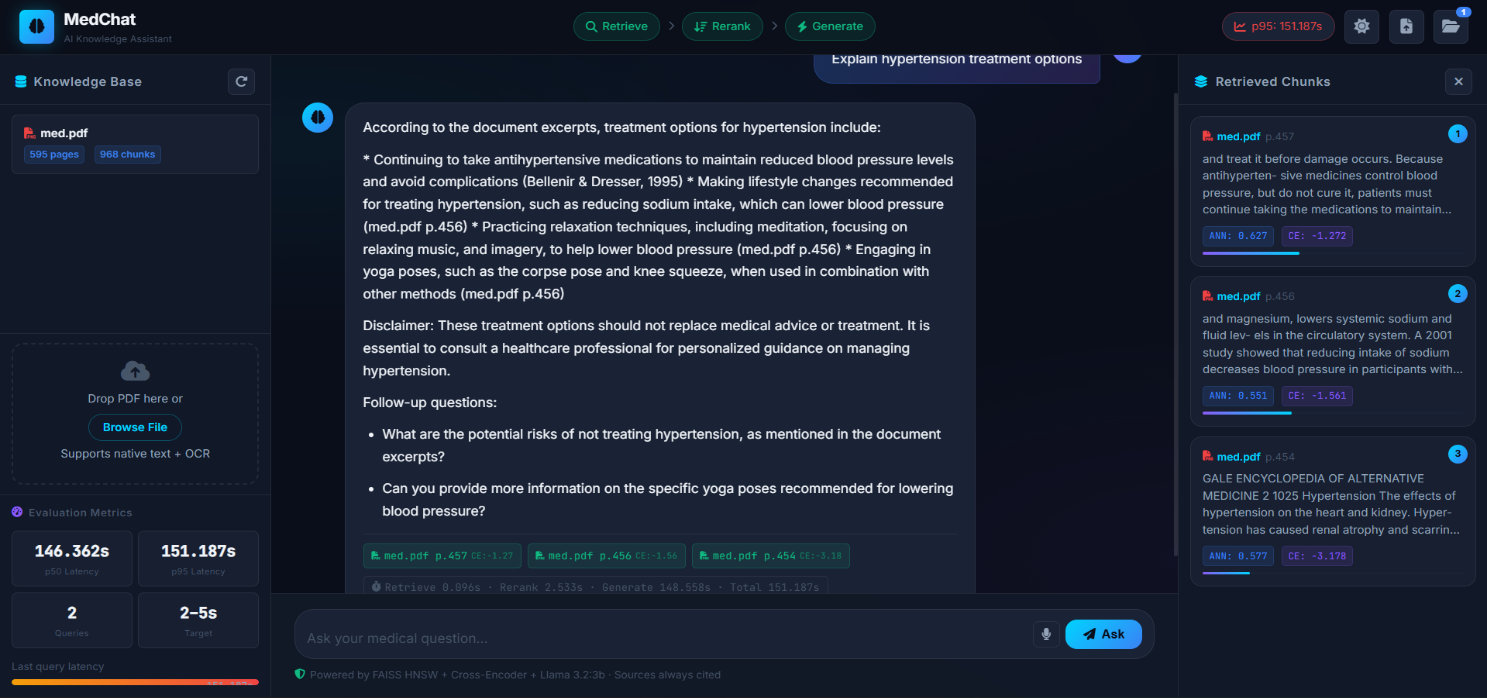 MedChat
AI Knowledge Assistant
Retrieve
Rerank
Generate
p95: 151.187s
1
Knowledge Base
med.pdf
595 pages
968 chunks
Drop PDF here or
Browse File
Supports native text + OCR
Evaluation Metrics
146.362s
p50 Latency
151.187s
p95 Latency
2
Queries
2–5s
Target
Last query latency
151.187s
Explain hypertension treatment options
According to the document excerpts, treatment options for hypertension include:
* Continuing to take antihypertensive medications to maintain reduced blood pressure levels
and avoid complications (Bellenir & Dresser, 1995) * Making lifestyle changes recommended
for treating hypertension, such as reducing sodium intake, which can lower blood pressure
(med.pdf p.456) * Practicing relaxation techniques, including meditation, focusing on
relaxing music, and imagery, to help lower blood pressure (med.pdf p.456) * Engaging in
yoga poses, such as the corpse pose and knee squeeze, when used in combination with
other methods (med.pdf p.456)
Disclaimer: These treatment options should not replace medical advice or treatment. It is
essential to consult a healthcare professional for personalized guidance on managing
hypertension.
Follow-up questions:
• What are the potential risks of not treating hypertension, as mentioned in the document
excerpts?
• Can you provide more information on the specific yoga poses recommended for lowering
blood pressure?
med.pdf p.457 CE:-1.27
med.pdf p.456 CE:-1.56
med.pdf p.454 CE:-3.18
Retrieve 0.096s · Rerank 2.533s · Generate 148.558s · Total 151.187s
Ask your medical question...
Ask
Powered by FAISS HNSW + Cross-Encoder + Llama 3.2:3b · Sources always cited
Retrieved Chunks
med.pdf p.457
1
and treat it before damage occurs. Because
antihyperten- sive medicines control blood
pressure, but do not cure it, patients must
continue taking the medications to maintain...
ANN: 0.627
CE: -1.272
med.pdf p.456
2
and magnesium, lowers systemic sodium and
fluid lev- els in the circulatory system. A 2001
study showed that reducing intake of sodium
decreases blood pressure in participants with...
ANN: 0.551
CE: -1.561
med.pdf p.454
3
GALE ENCYCLOPEDIA OF ALTERNATIVE
MEDICINE 2 1025 Hypertension The effects of
hypertension on the heart and kidney. Hyper-
tension has caused renal atrophy and scarrin...
ANN: 0.577
CE: -3.178